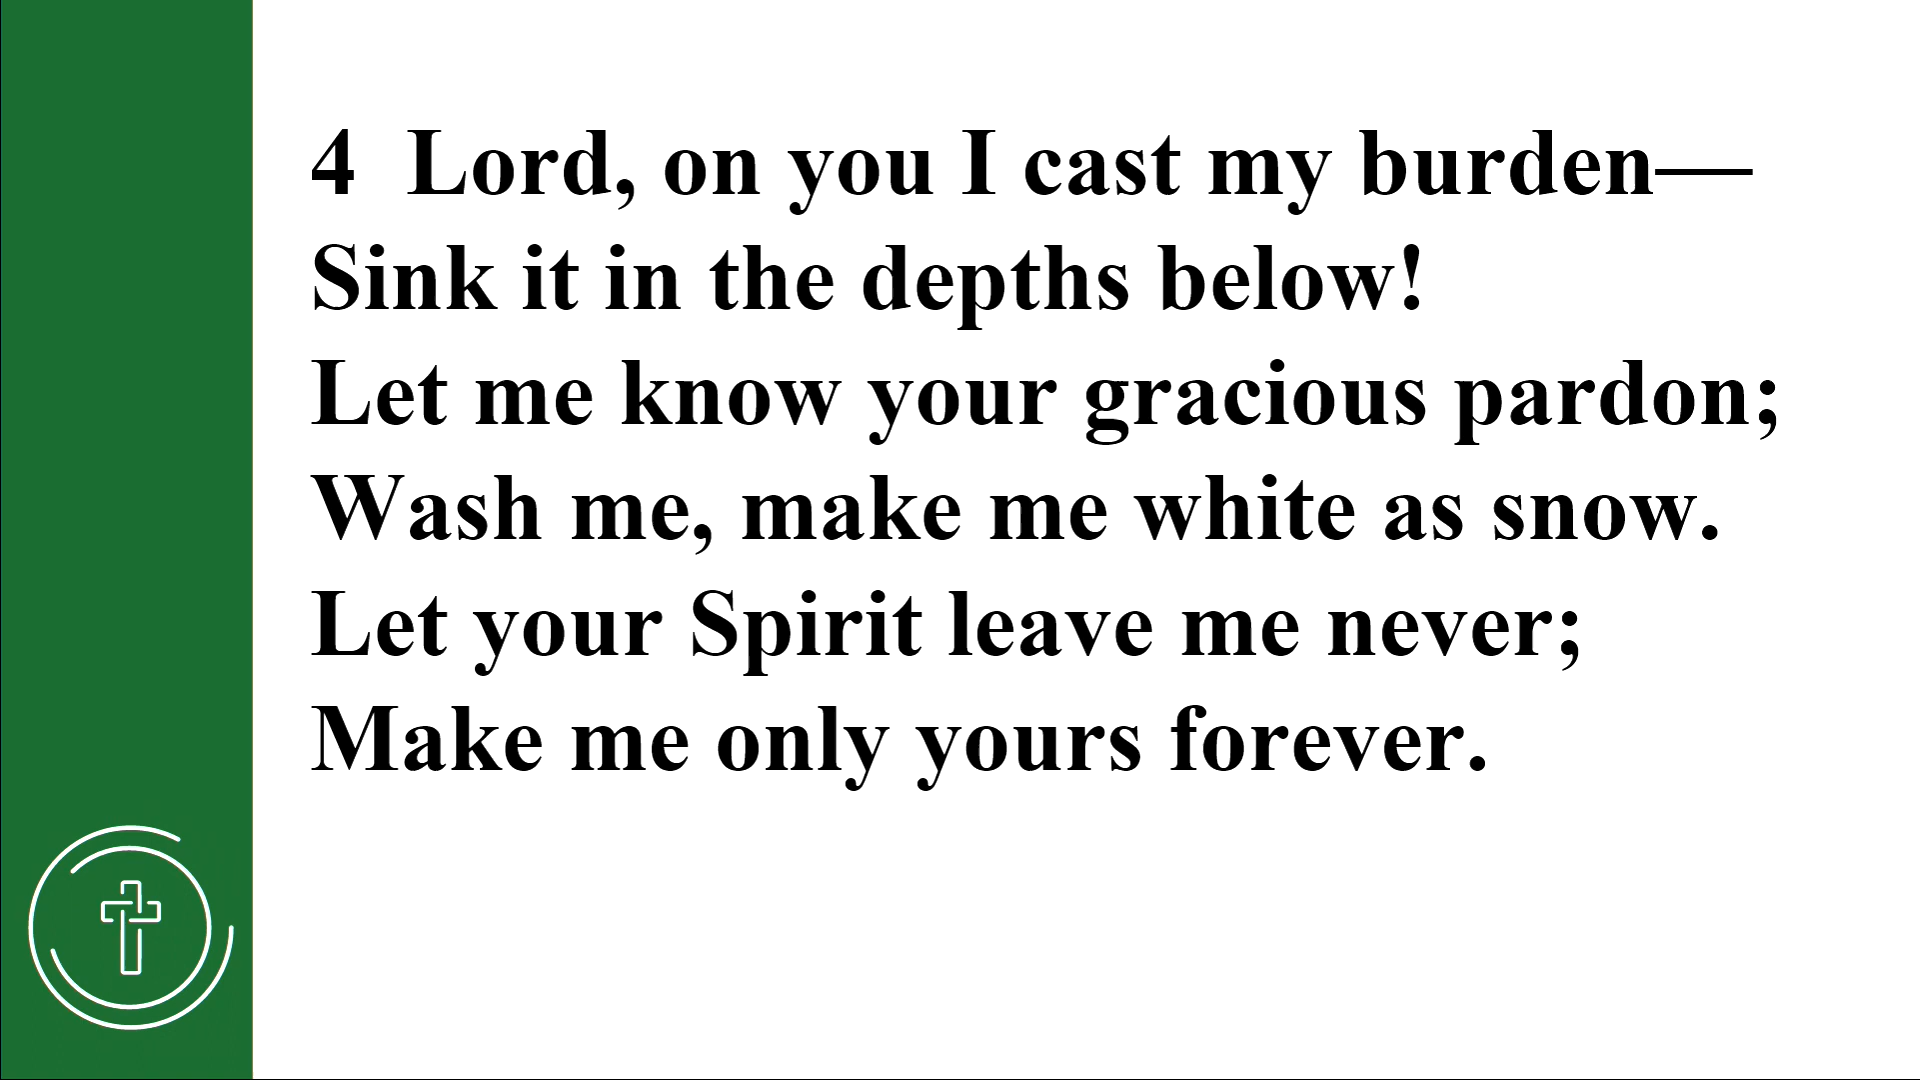 4 Lord, on you I cast my burden—
Sink it in the depths below!
Let me know your gracious pardon;
Wash me, make me white as snow.
Let your Spirit leave me never;
Make me only yours forever.